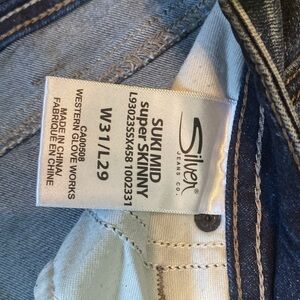 Silver
JEANS CO.
SUKI MID
super SKINNY
L93023SSX458 1002331
W31/L29
CA00508
WESTERN GLOVE WORKS
MADE IN CHINA/
FABRIQUÉ EN CHINE